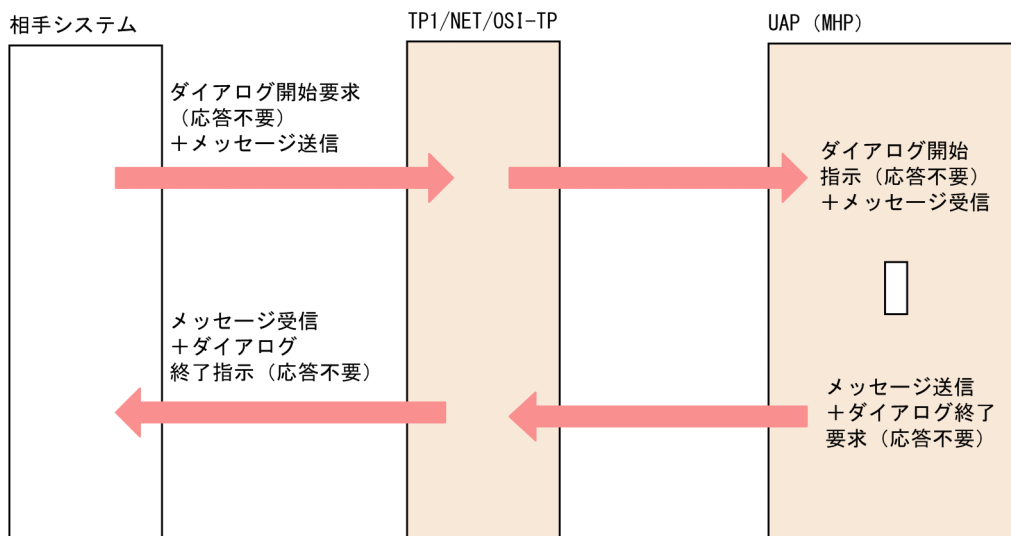 相手システム
TP1/NET/OSI-TP
UAP(MHP)
ダイアログ開始要求
(応答不要)
+メッセージ送信
ダイアログ開始
指示(応答不要)
+メッセージ受信
メッセージ受信
+ダイアログ
終了指示(応答不要)
メッセージ送信
+ダイアログ終了
要求(応答不要)